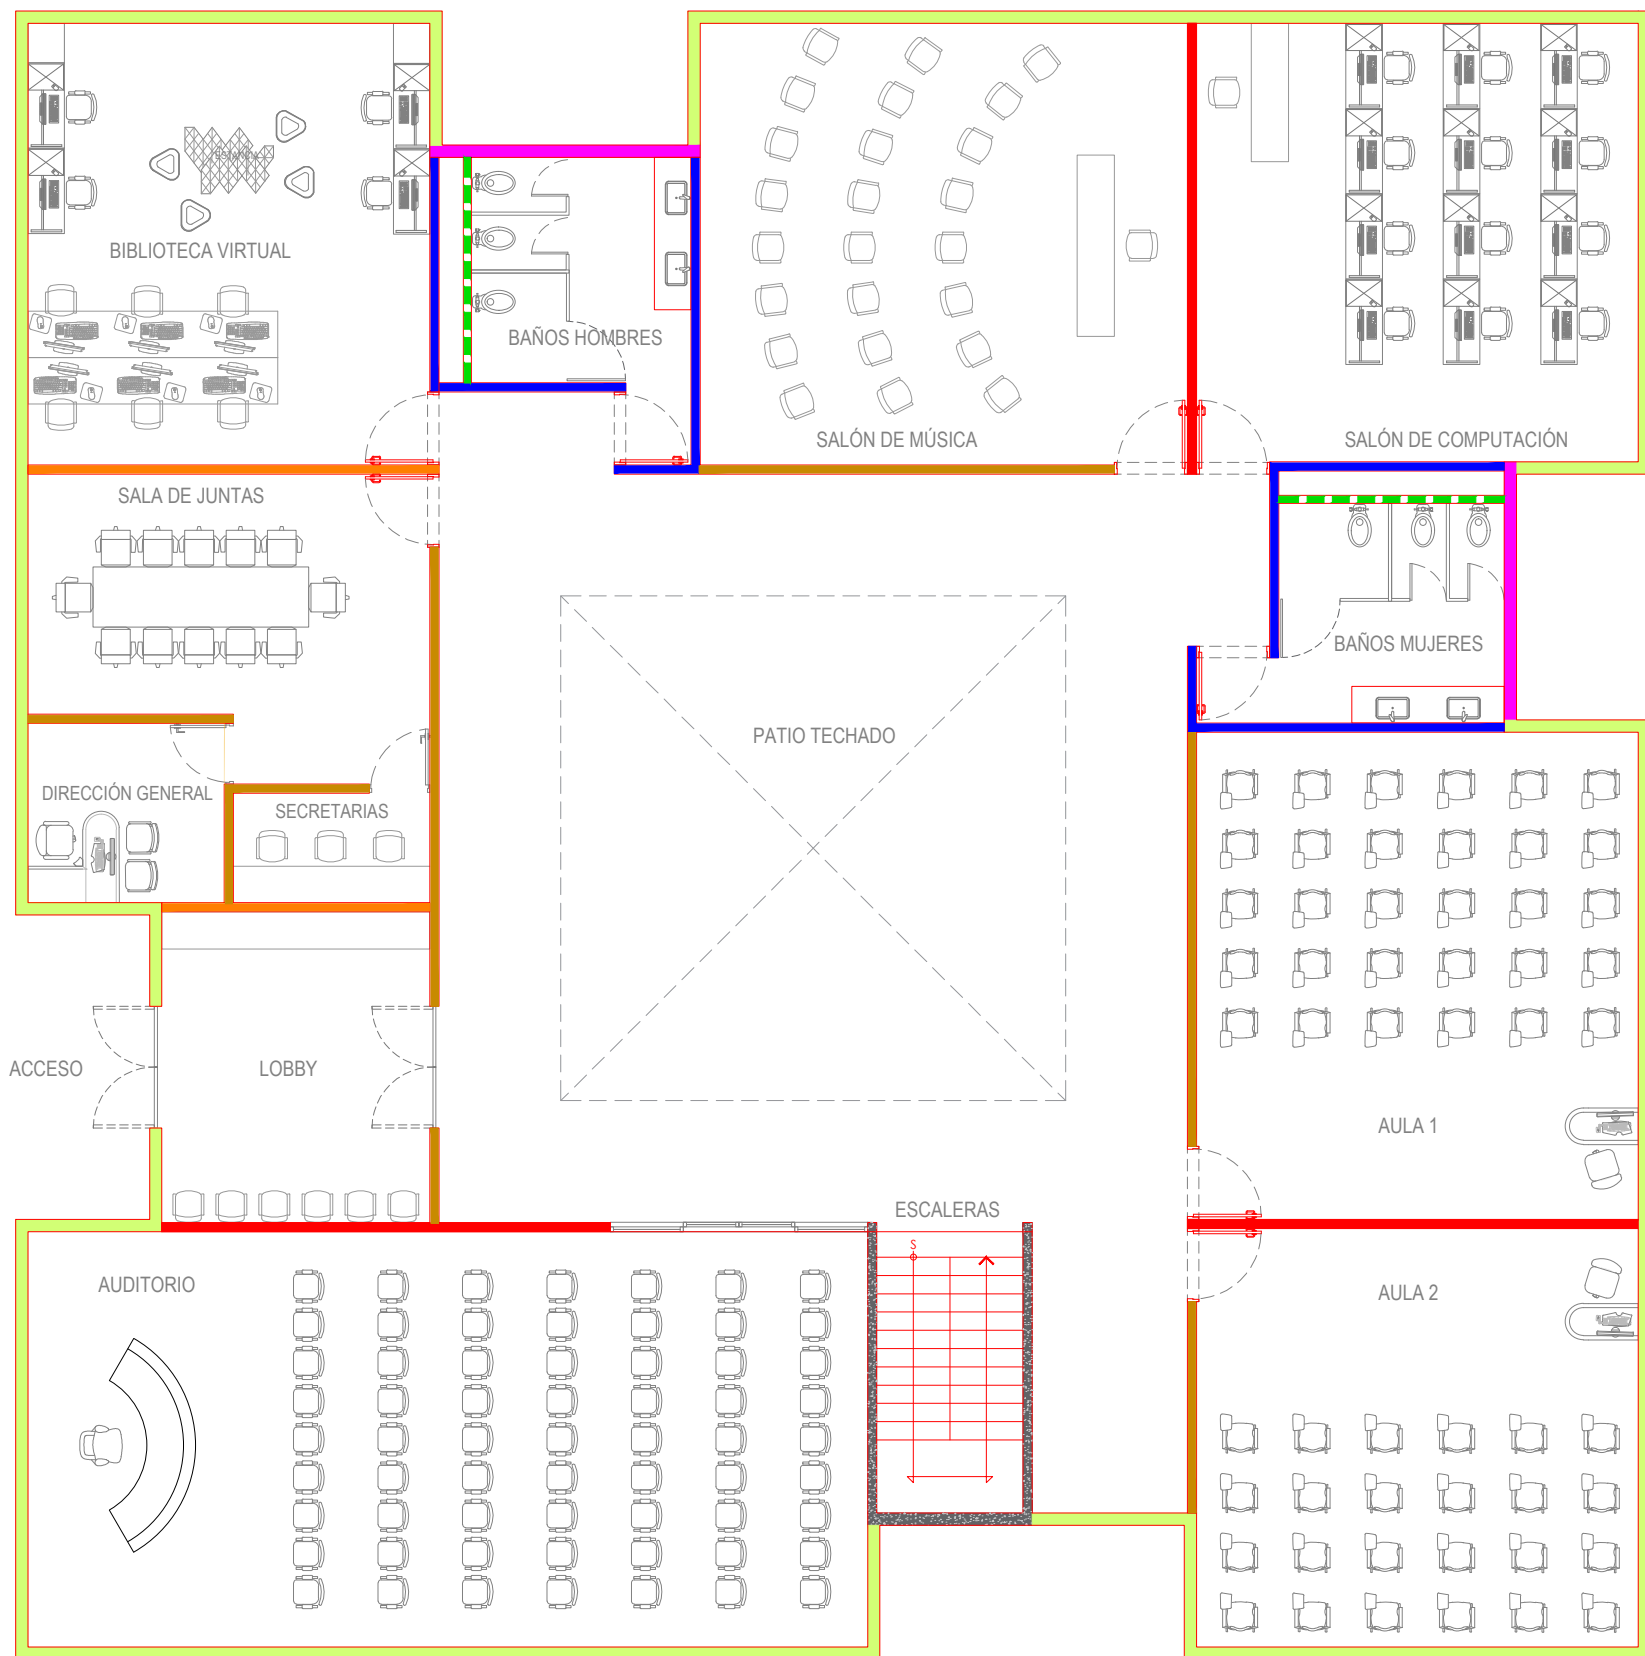 ESTANCIA
BIBLIOTECA VIRTUAL
BAÑOS HOMBRES
SALÓN DE MÚSICA
SALÓN DE COMPUTACIÓN
SALA DE JUNTAS
BAÑOS MUJERES
PATIO TECHADO
DIRECCIÓN GENERAL
SECRETARIAS
ACCESO
LOBBY
AULA 1
ESCALERAS
S
AUDITORIO
AULA 2